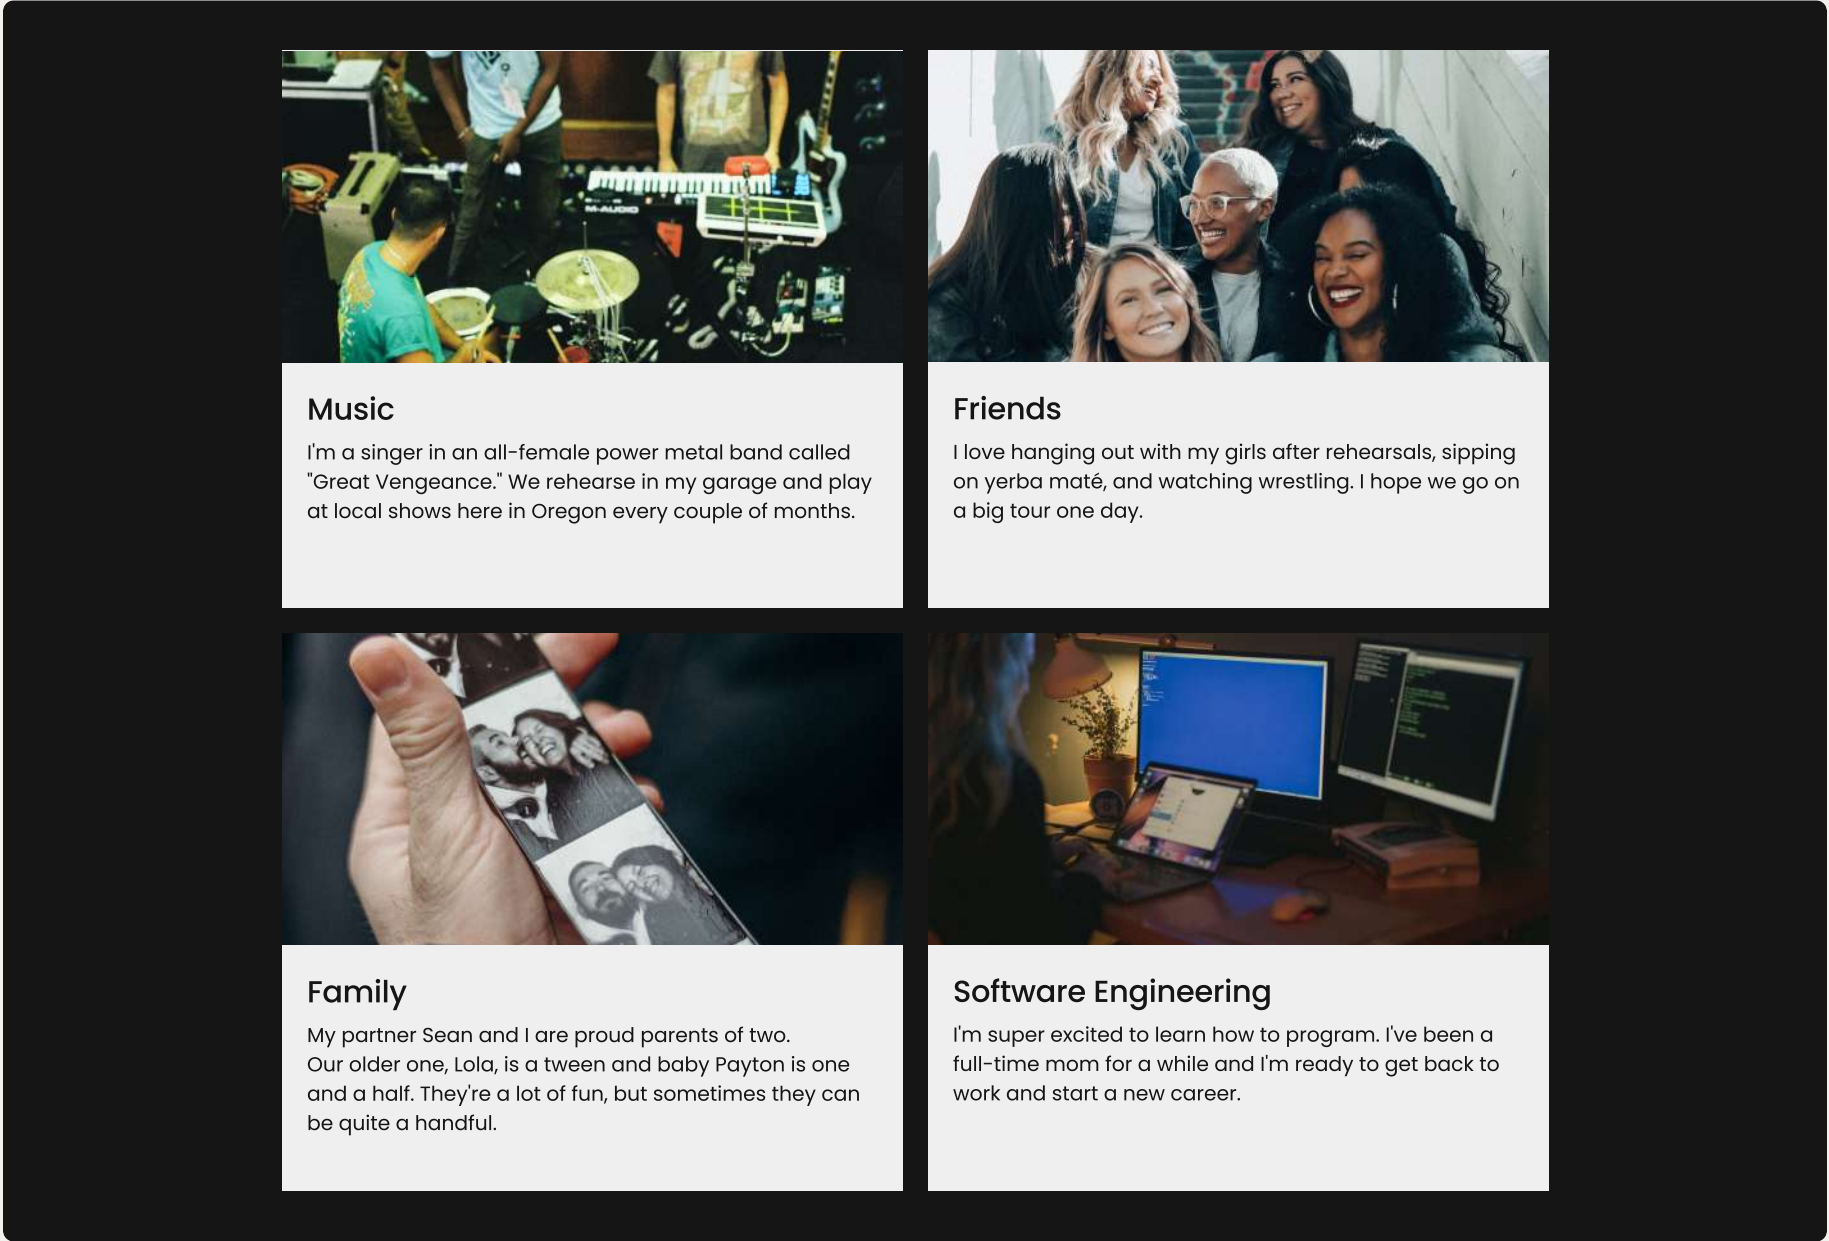 M-AUDIO
Music
I'm a singer in an all-female power metal band called
"Great Vengeance." We rehearse in my garage and play
at local shows here in Oregon every couple of months.
Friends
I love hanging out with my girls after rehearsals, sipping
on yerba maté, and watching wrestling. I hope we go on
a big tour one day.
Family
My partner Sean and I are proud parents of two.
Our older one, Lola, is a tween and baby Payton is one
and a half. They're a lot of fun, but sometimes they can
be quite a handful.
Software Engineering
I'm super excited to learn how to program. I've been a
full-time mom for a while and I'm ready to get back to
work and start a new career.